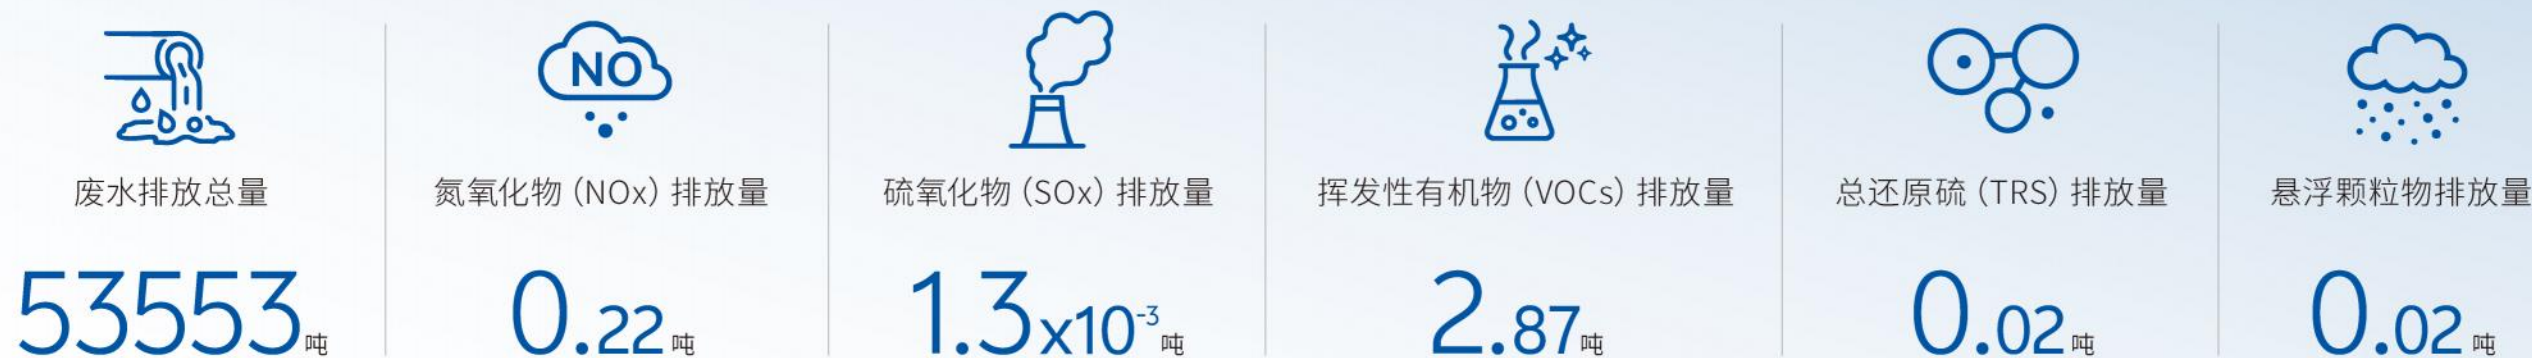 NO
废水排放总量
氮氧化物（NOx）排放量
硫氧化物（SOx）排放量
挥发性有机物（VOCs）排放量
总还原硫（TRS）排放量
悬浮颗粒物排放量
53553吨
0.22吨
1.3x10⁻³吨
2.87吨
0.02吨
0.02吨